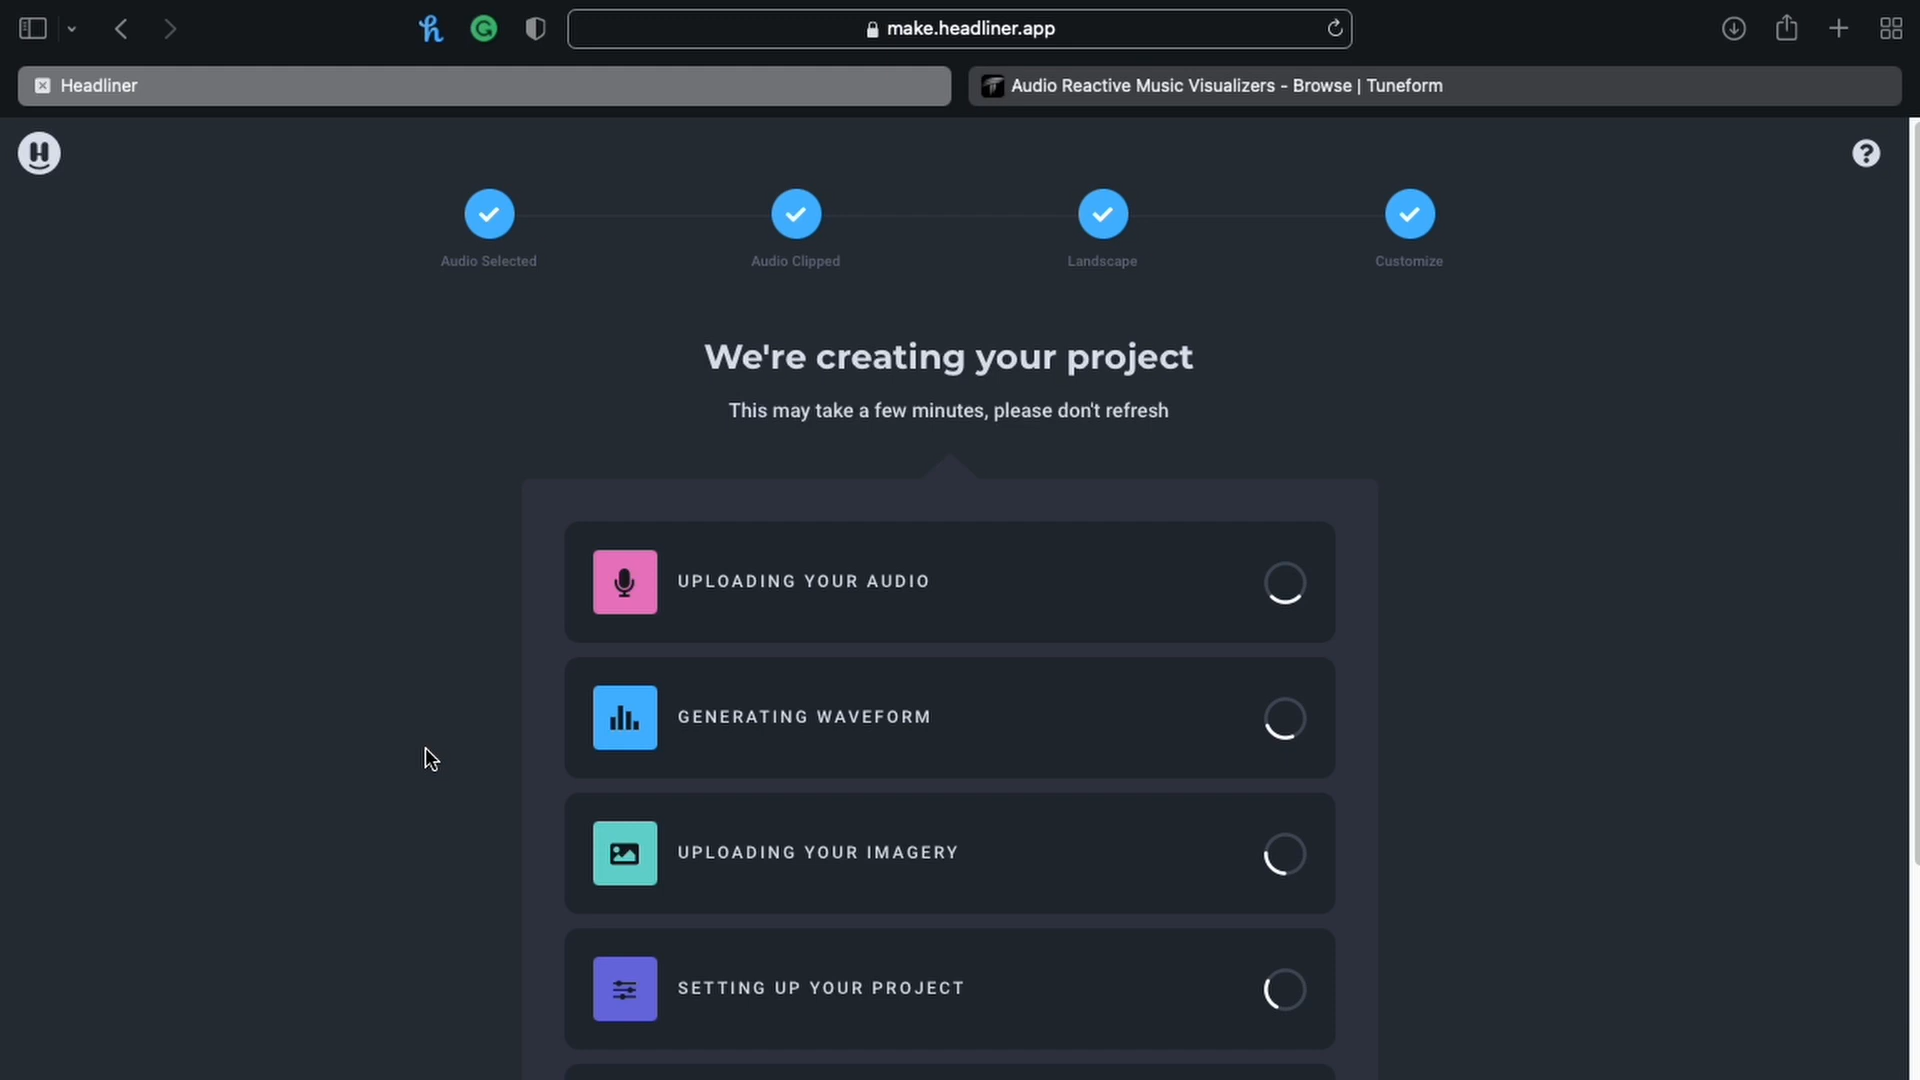 make.headliner.app
Headliner
Audio Reactive Music Visualizers - Browse | Tuneform
Audio Selected
Audio Clipped
Landscape
Customize
We're creating your project
This may take a few minutes, please don't refresh
UPLOADING YOUR AUDIO
GENERATING WAVEFORM
UPLOADING YOUR IMAGERY
SETTING UP YOUR PROJECT